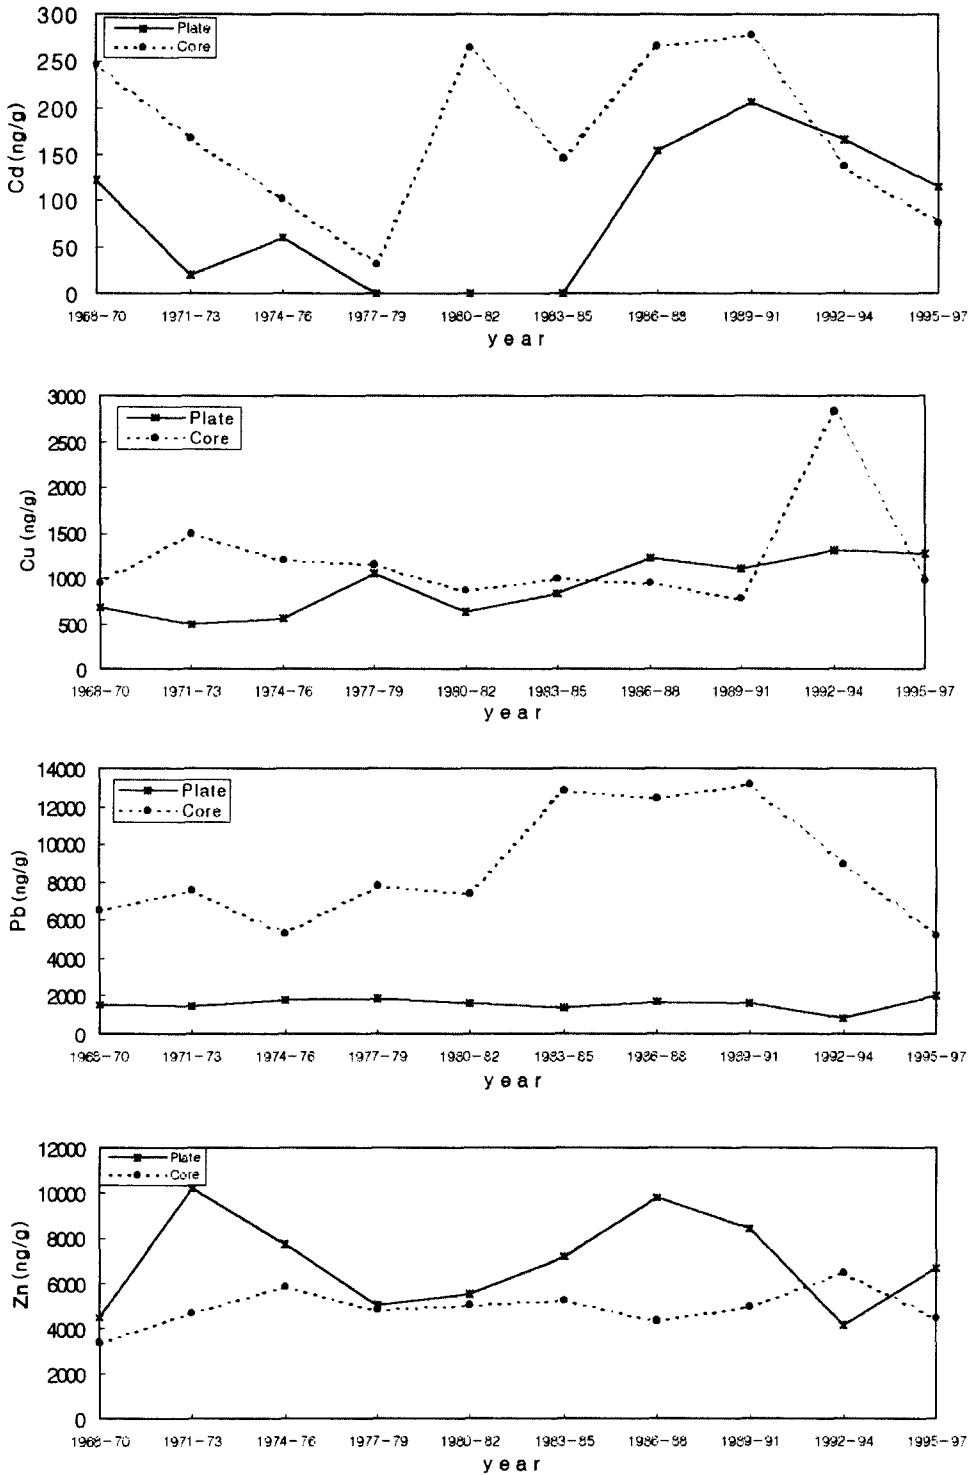 Cd (ng/g)
300
250
200
150
100
50
0
Plate
Core
1968-70 1971-73 1974-76 1977-79 1980-82 1983-85 1986-88 1989-91 1992-94 1995-97
year
Cu (ng/g)
3000
2500
2000
1500
1000
500
0
Plate
Core
1968-70 1971-73 1974-76 1977-79 1980-82 1983-85 1986-88 1989-91 1992-94 1995-97
year
Pb (ng/g)
14000
12000
10000
8000
6000
4000
2000
0
Plate
Core
1968-70 1971-73 1974-76 1977-79 1980-82 1983-85 1986-88 1989-91 1992-94 1995-97
year
Zn (ng/g)
12000
10000
8000
6000
4000
2000
0
Plate
Core
1968-70 1971-73 1974-76 1977-79 1980-82 1983-85 1986-88 1989-91 1992-94 1995-97
year